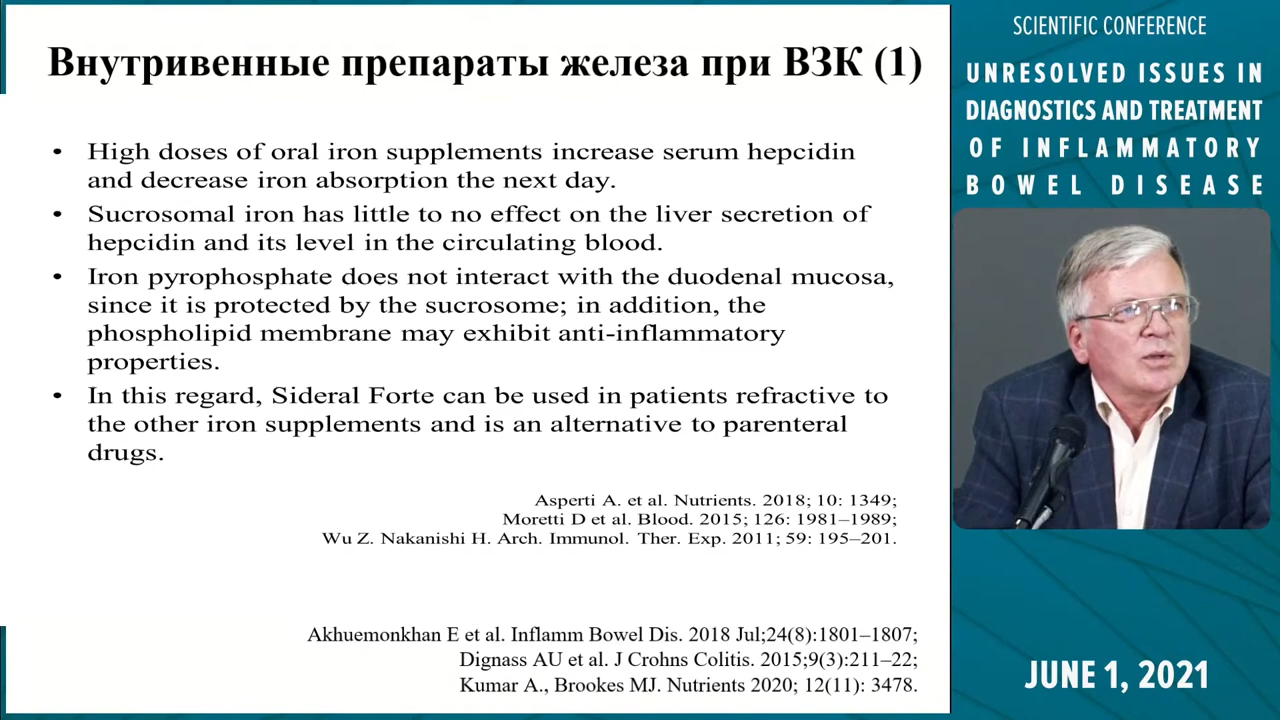 Внутривенные препараты железа при ВЗК (1)
• High doses of oral iron supplements increase serum hepcidin
and decrease iron absorption the next day.
• Sucrosomal iron has little to no effect on the liver secretion of
hepcidin and its level in the circulating blood.
• Iron pyrophosphate does not interact with the duodenal mucosa,
since it is protected by the sucrosome; in addition, the
phospholipid membrane may exhibit anti-inflammatory
properties.
• In this regard, Sideral Forte can be used in patients refractive to
the other iron supplements and is an alternative to parenteral
drugs.
Asperti A. et al. Nutrients. 2018; 10: 1349;
Moretti D et al. Blood. 2015; 126: 1981–1989;
Wu Z. Nakanishi H. Arch. Immunol. Ther. Exp. 2011; 59: 195–201.
Akhuemonkhan E et al. Inflamm Bowel Dis. 2018 Jul;24(8):1801–1807;
Dignass AU et al. J Crohns Colitis. 2015;9(3):211–22;
Kumar A., Brookes MJ. Nutrients 2020; 12(11): 3478.
SCIENTIFIC CONFERENCE
UNRESOLVED ISSUES IN
DIAGNOSTICS AND TREATMENT
OF INFLAMMATORY
BOWEL DISEASE
JUNE 1, 2021